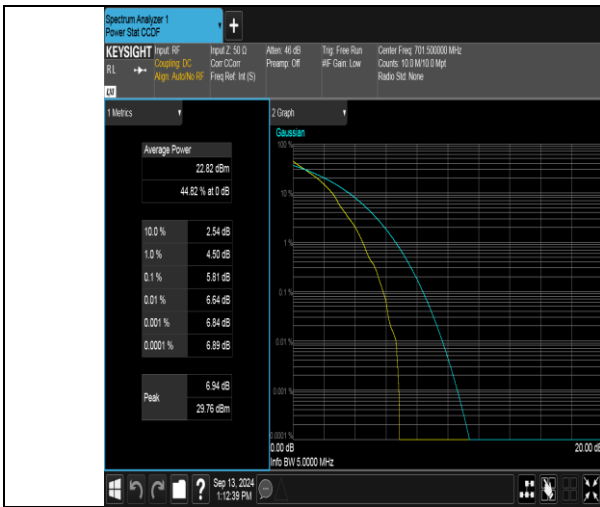 Spectrum Analyzer 1
Power Stat CCDF
+
KEYSIGHT Input: RF Input Z: 50 Ω Atten: 46 dB Trig: Free Run Center Freq: 701.500000 MHz
RL Coupling: DC Corr CCorr Preamp: Off #IF Gain: Low Counts: 10.0 M/10.0 Mpt
Align: Auto/No RF Freq Ref: Int (S) Radio Std: None
LXI
1 Metrics 2 Graph
Gaussian
Average Power
22.82 dBm
44.82 % at 0 dB
10.0 % 2.54 dB
1.0 % 4.50 dB
0.1 % 5.81 dB
0.01 % 6.64 dB
0.001 % 6.84 dB
0.0001 % 6.89 dB
Peak 6.94 dB
29.76 dBm
100 %
10 %
1 %
0.1 %
0.01 %
0.001 %
0.0001 %
0.00 dB 20.00 dB
Info BW 5.0000 MHz
? Sep 13, 2024
1:12:39 PM